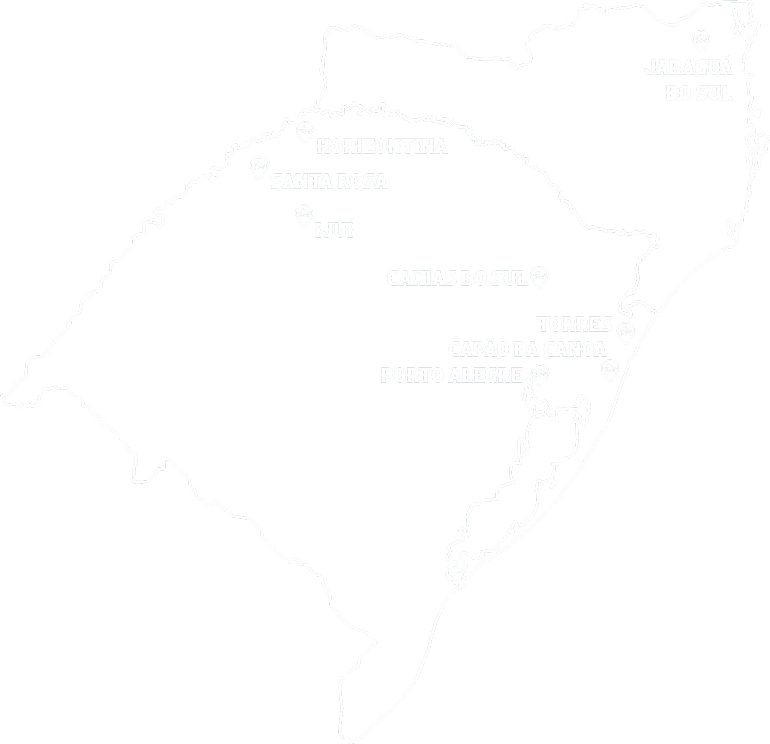 JARAGUÁ
DO SUL
HORIZONTINA
SANTA ROSA
IJUÍ
CAXIAS DO SUL
TORRES
CAPÃO DA CANOA
PORTO ALEGRE